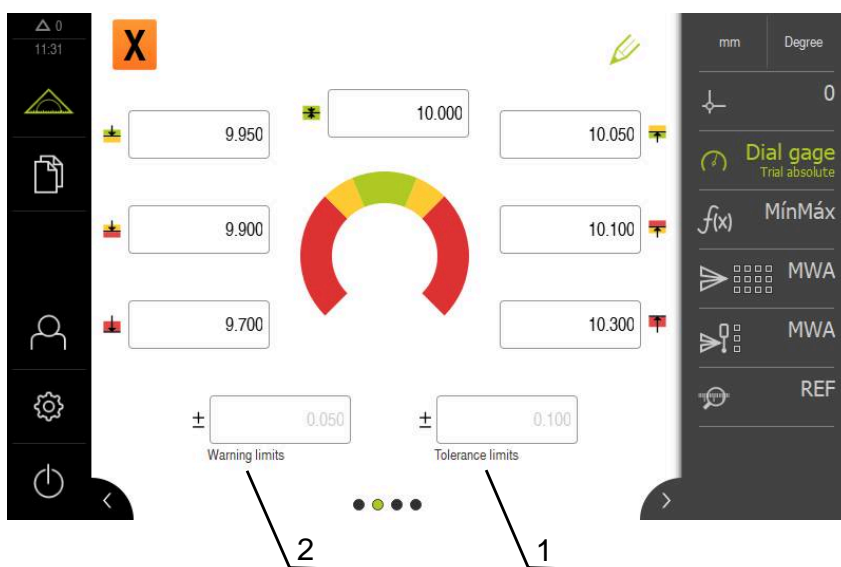 0
11:31
X
mm
Degree
0
9.950
10.000
10.050
Dial gage
Trial absolute
9.900
10.100
f(x)
MínMáx
MWA
9.700
10.300
MWA
± 0.050
± 0.100
REF
Warning limits
Tolerance limits
2
1